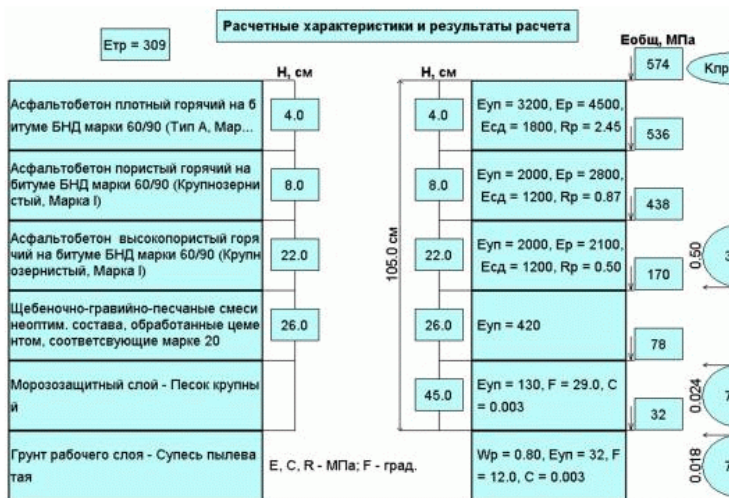 Расчетные характеристики и результаты расчета
Eтр = 309
Н, см
Н, см
Еобщ, МПа
574
Кпр
Асфальтобетон плотный горячий на б
итуме БНД марки 60/90 (Тип А, Мар...
4.0
4.0
Еуп = 3200, Ер = 4500,
Есд = 1800, Rр = 2.45
536
Асфальтобетон пористый горячий на
битуме БНД марки 60/90 (Крупнозерни
стый, Марка I)
8.0
8.0
Еуп = 2000, Ер = 2800,
Есд = 1200, Rр = 0.87
438
Асфальтобетон высокопористый горя
чий на битуме БНД марки 60/90 (Крупн
озернистый, Марка I)
22.0
105.0 см
22.0
Еуп = 2000, Ер = 2100,
Есд = 1200, Rр = 0.50
170
0.50
Щебеночно-гравийно-песчаные смеси
неоптим. состава, обработанные цеме
нтом, соответсвующие марке 20
26.0
26.0
Еуп = 420
78
Морозозащитный слой - Песок крупны
й
45.0
Еуп = 130, F = 29.0, C
= 0.003
32
0.024
Грунт рабочего слоя - Супесь пылева
тая
Е, С, R - МПа; F - град.
Wр = 0.80, Еуп = 32, F
= 12.0, C = 0.003
0.018